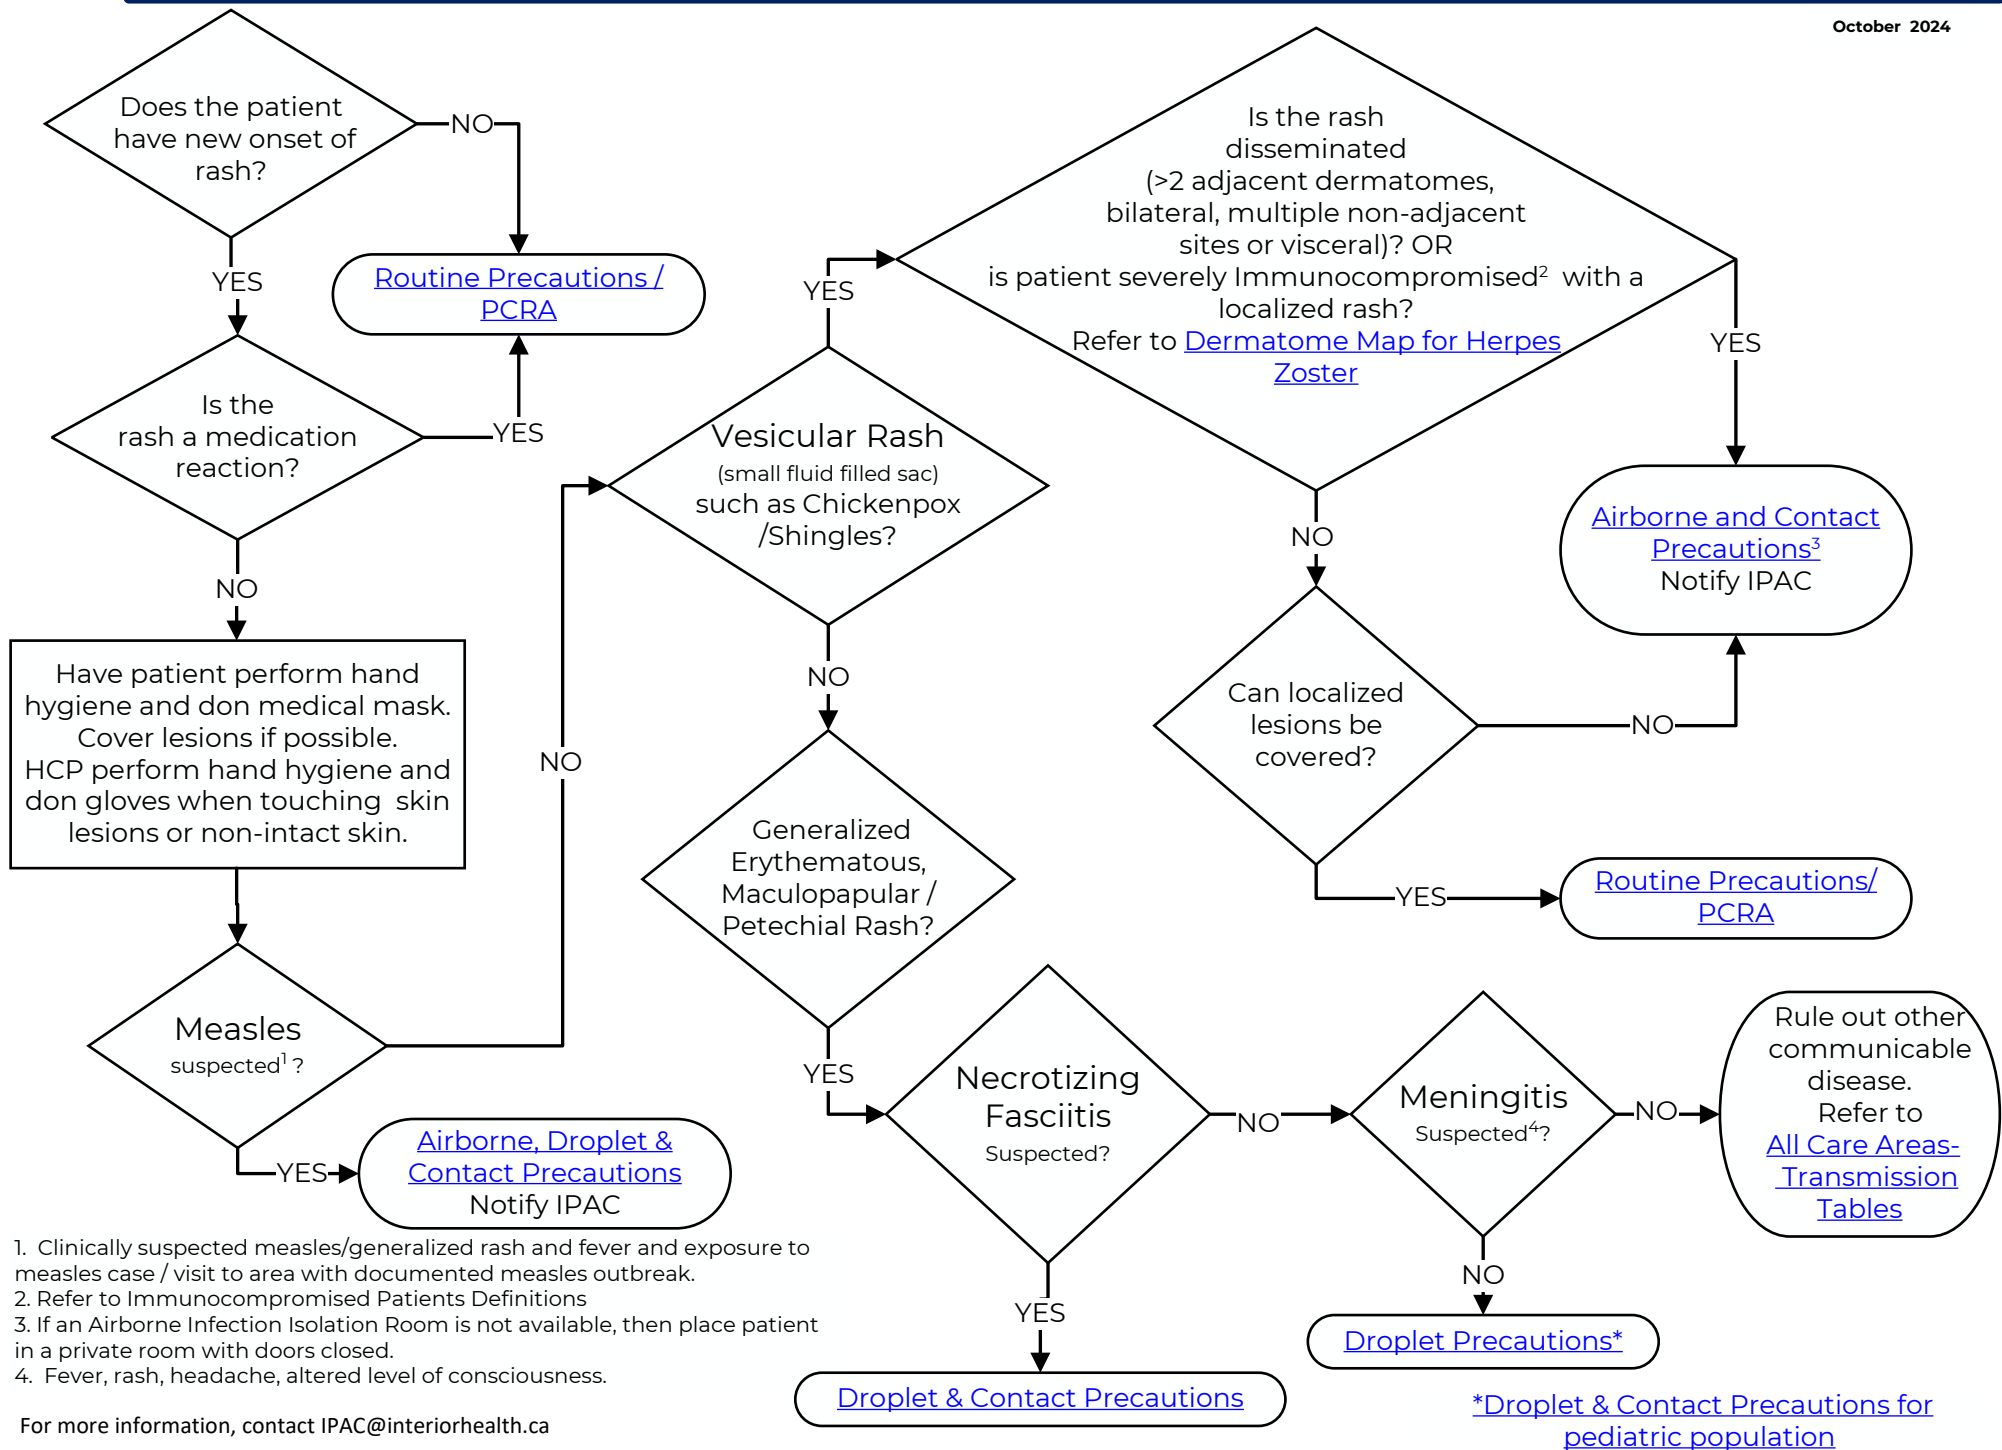 October 2024
Does the patient
have new onset of
rash?
NO
YES
Routine Precautions /
PCRA
Is the
rash a medication
reaction?
YES
NO
Have patient perform hand
hygiene and don medical mask.
Cover lesions if possible.
HCP perform hand hygiene and
don gloves when touching skin
lesions or non-intact skin.
Measles
suspected¹ ?
NO
YES
Airborne, Droplet &
Contact Precautions
Notify IPAC
Vesicular Rash
(small fluid filled sac)
such as Chickenpox
/Shingles?
YES
NO
Is the rash
disseminated
(>2 adjacent dermatomes,
bilateral, multiple non-adjacent
sites or visceral)? OR
is patient severely Immunocompromised² with a
localized rash?
Refer to Dermatome Map for Herpes
Zoster
YES
NO
Airborne and Contact
Precautions³
Notify IPAC
Can localized
lesions be
covered?
NO
YES
Routine Precautions/
PCRA
Generalized
Erythematous,
Maculopapular /
Petechial Rash?
YES
Necrotizing
Fasciitis
Suspected?
NO
YES
Droplet & Contact Precautions
Meningitis
Suspected⁴?
NO
NO
Droplet Precautions*
Rule out other
communicable
disease.
Refer to
All Care Areas-
Transmission
Tables
*Droplet & Contact Precautions for
pediatric population
1. Clinically suspected measles/generalized rash and fever and exposure to
measles case / visit to area with documented measles outbreak.
2. Refer to Immunocompromised Patients Definitions
3. If an Airborne Infection Isolation Room is not available, then place patient
in a private room with doors closed.
4. Fever, rash, headache, altered level of consciousness.
For more information, contact IPAC@interiorhealth.ca